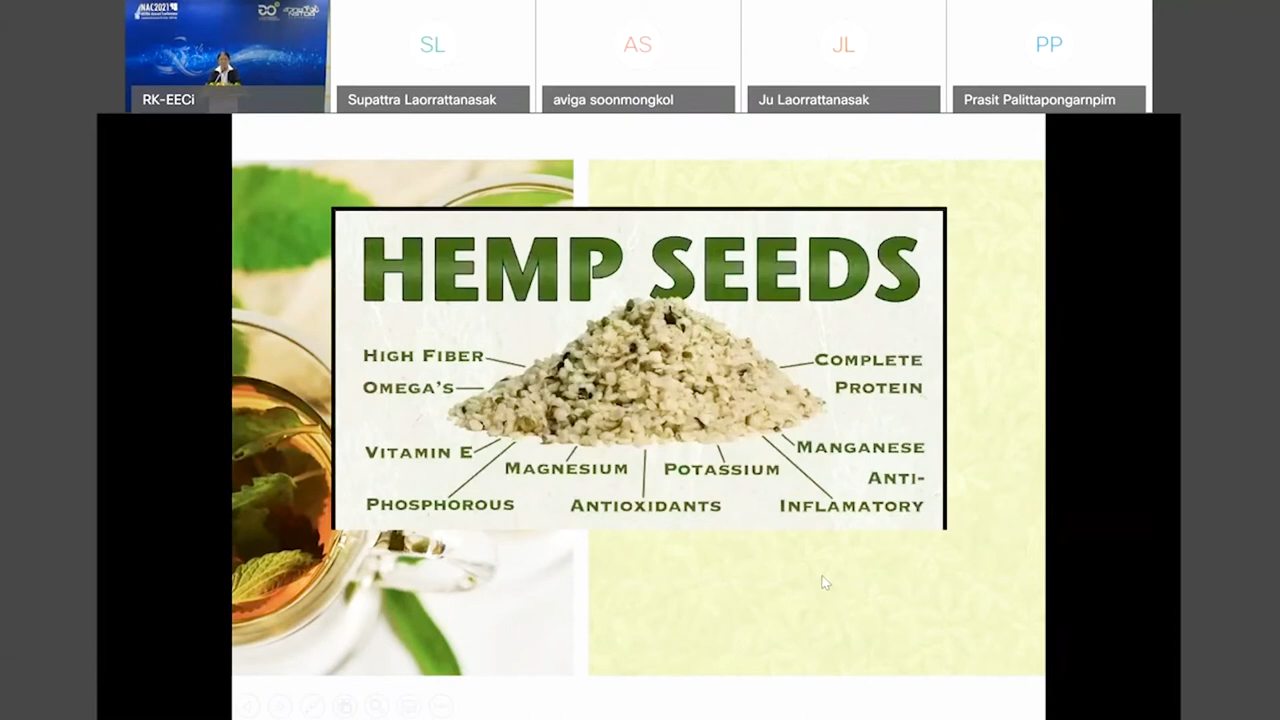 NAC2021
RK-EECi
SL
Supattra Laorrattanasak
AS
aviga soonmongkol
JL
Ju Laorrattanasak
PP
Prasit Palittapongarnpim
HEMP SEEDS
HIGH FIBER
OMEGA'S
VITAMIN E
PHOSPHOROUS
MAGNESIUM
ANTIOXIDANTS
POTASSIUM
COMPLETE
PROTEIN
MANGANESE
ANTI-
INFLAMATORY